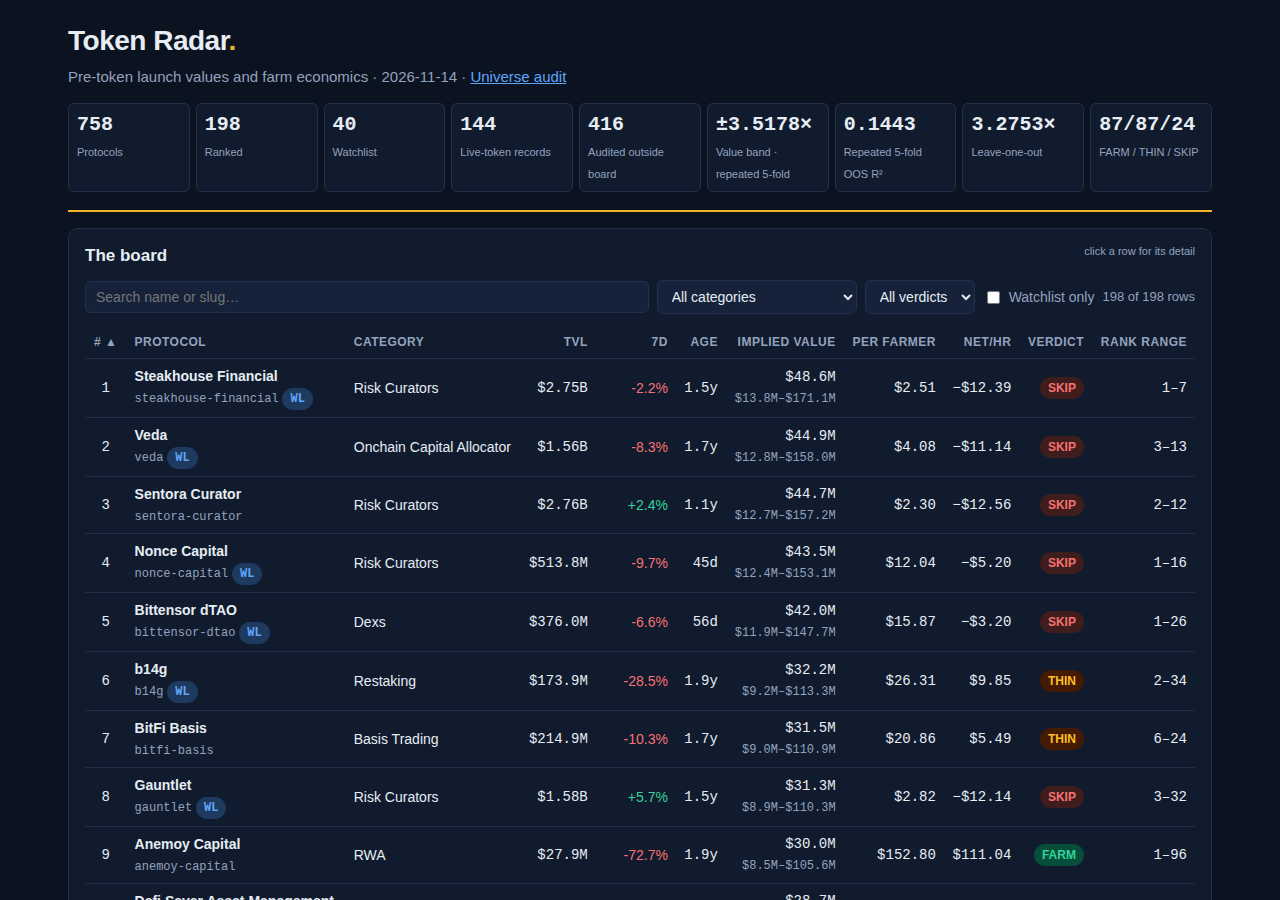 Token Radar.
Pre-token launch values and farm economics · 2026-11-14 · Universe audit
758
Protocols
198
Ranked
40
Watchlist
144
Live-token records
416
Audited outside
board
±3.5178×
Value band ·
repeated 5-fold
0.1443
Repeated 5-fold
OOS R²
3.2753×
Leave-one-out
87/87/24
FARM / THIN / SKIP
The board
click a row for its detail
Search name or slug…
All categories
All verdicts
Watchlist only
198 of 198 rows
# ▲ PROTOCOL CATEGORY TVL 7D AGE IMPLIED VALUE PER FARMER NET/HR VERDICT RANK RANGE
1 Steakhouse Financial Risk Curators $2.75B -2.2% 1.5y $48.6M $2.51 −$12.39 SKIP 1–7
steakhouse-financial WL $13.8M–$171.1M
2 Veda Onchain Capital Allocator $1.56B -8.3% 1.7y $44.9M $4.08 −$11.14 SKIP 3–13
veda WL $12.8M–$158.0M
3 Sentora Curator Risk Curators $2.76B +2.4% 1.1y $44.7M $2.30 −$12.56 SKIP 2–12
sentora-curator $12.7M–$157.2M
4 Nonce Capital Risk Curators $513.8M -9.7% 45d $43.5M $12.04 −$5.20 SKIP 1–16
nonce-capital WL $12.4M–$153.1M
5 Bittensor dTAO Dexs $376.0M -6.6% 56d $42.0M $15.87 −$3.20 SKIP 1–26
bittensor-dtao WL $11.9M–$147.7M
6 b14g Restaking $173.9M -28.5% 1.9y $32.2M $26.31 $9.85 THIN 2–34
b14g WL $9.2M–$113.3M
7 BitFi Basis Basis Trading $214.9M -10.3% 1.7y $31.5M $20.86 $5.49 THIN 6–24
bitfi-basis $9.0M–$110.9M
8 Gauntlet Risk Curators $1.58B +5.7% 1.5y $31.3M $2.82 −$12.14 SKIP 3–32
gauntlet WL $8.9M–$110.3M
9 Anemoy Capital RWA $27.9M -72.7% 1.9y $30.0M $152.80 $111.04 FARM 1–96
anemoy-capital $8.5M–$105.6M
Defi Saver Asset Management $28.7M